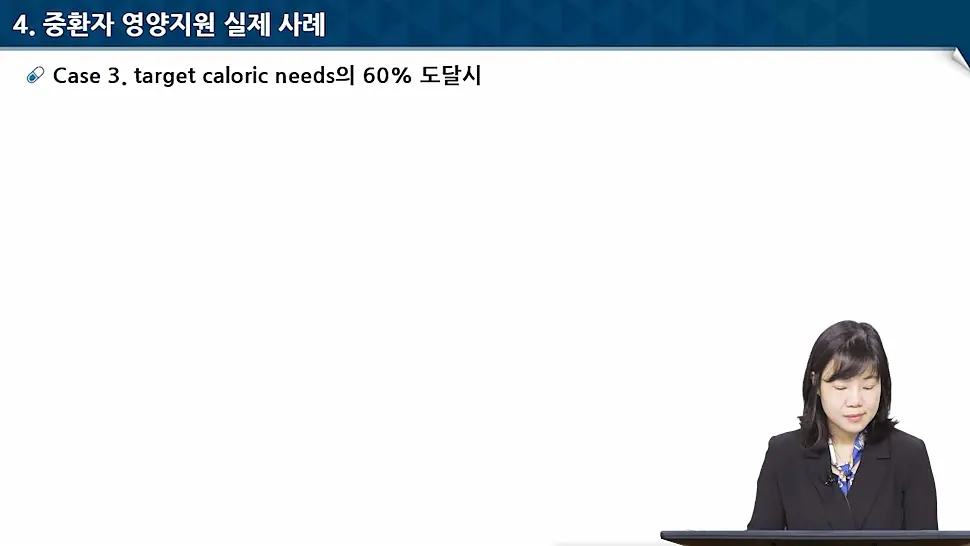 4. 중환자 영양지원 실제 사례
Case 3. target caloric needs의 60% 도달시